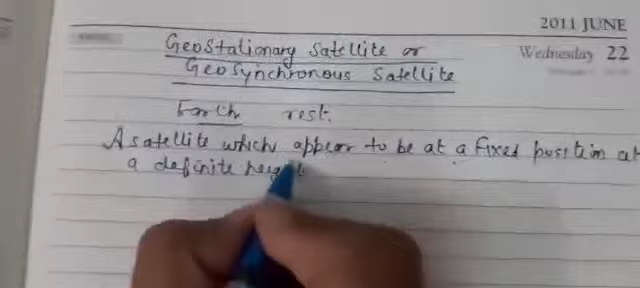 2011 JUNE
Wednesday 22
GeoStationary Satellite or
GeoSynchronous Satellite
Earth rest.
A satellite which appear to be at a fixed position at
a definite height